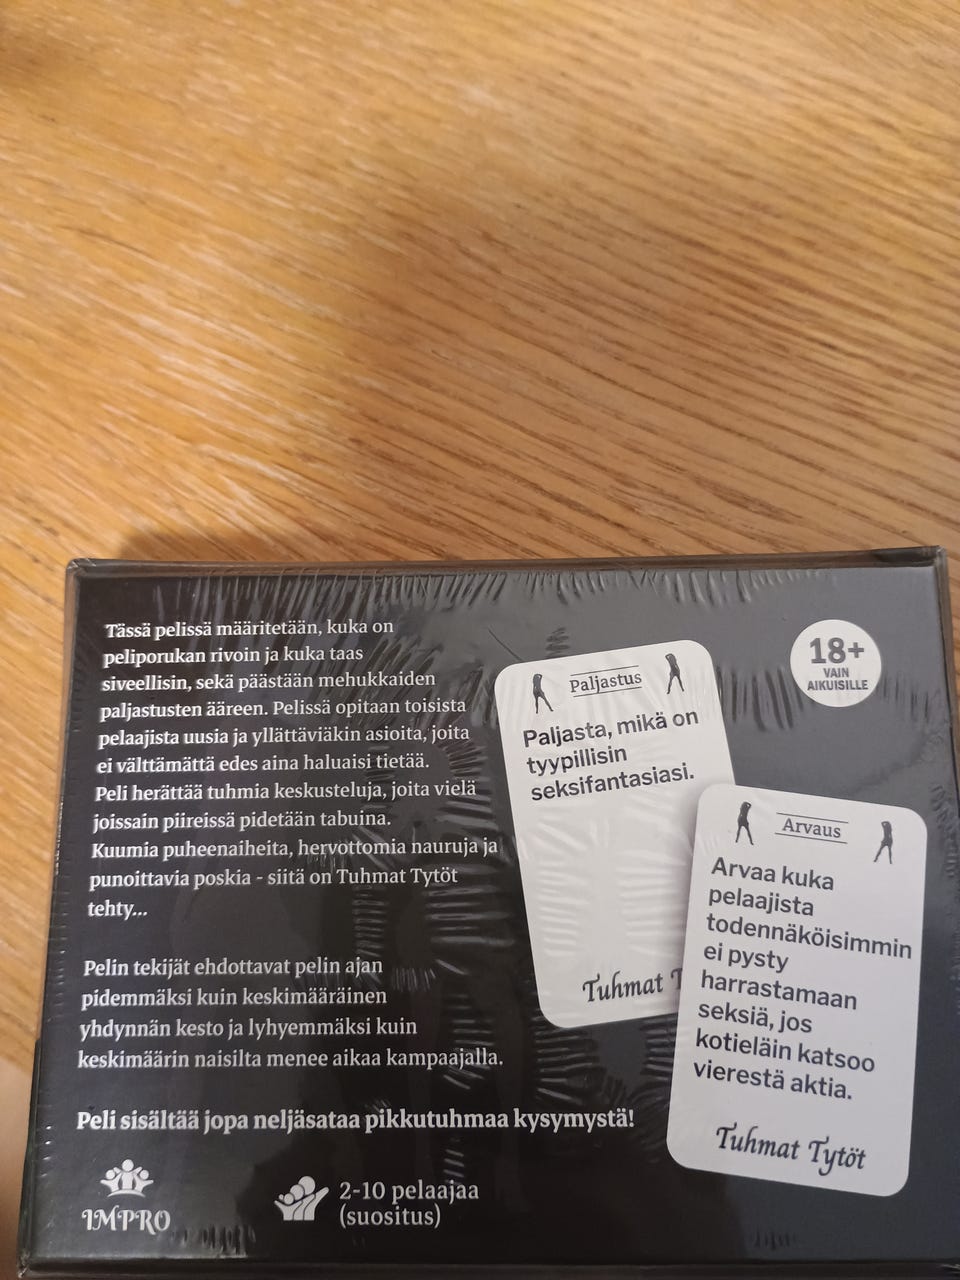 Tässä pelissä määritetään, kuka on
peliporukan rivoin ja kuka taas
siveellisin, sekä päästään mehukkaiden
paljastusten ääreen. Pelissä opitaan toisista
pelaajista uusia ja yllättäviäkin asioita, joita
ei välttämättä edes aina haluaisi tietää.
Peli herättää tuhmia keskusteluja, joita vielä
joissain piireissä pidetään tabuina.
Kuumia puheenaiheita, hervottomia nauruja ja
punoittavia poskia - siitä on Tuhmat Tytöt
tehty...
Pelin tekijät ehdottavat pelin ajan
pidemmäksi kuin keskimääräinen
yhdynnän kesto ja lyhyemmäksi kuin
keskimäärin naisilta menee aikaa kampaajalla.
Peli sisältää jopa neljäsataa pikkutuhmaa kysymystä!
IMPRO
2-10 pelaajaa
(suositus)
Paljastus
Paljasta, mikä on
tyypillisin
seksifantasiasi.
Tuhmat T
18+
VAIN
AIKUISILLE
Arvaus
Arvaa kuka
pelaajista
todennäköisimmin
ei pysty
harrastamaan
seksiä, jos
kotieläin katsoo
vierestä aktia.
Tuhmat Tytöt